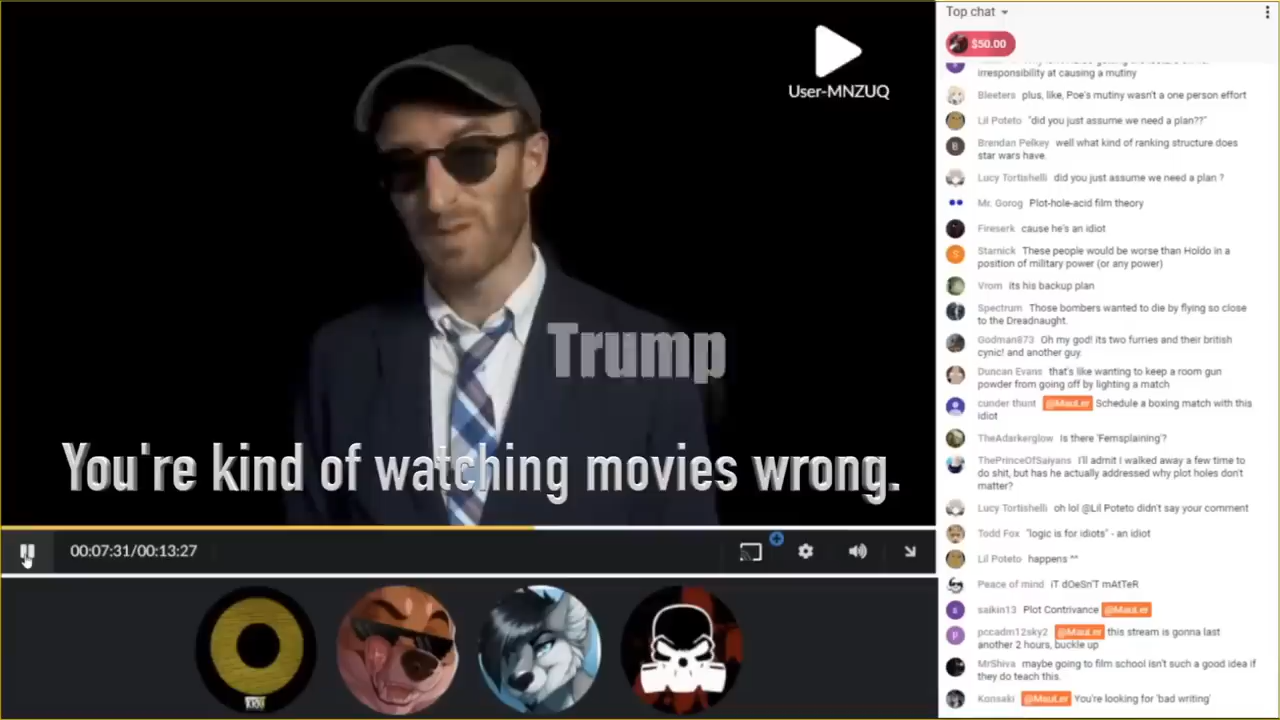 Top chat
$50.00
irresponsibility at causing a mutiny
Bleeters plus, like, Poe's mutiny wasn't a one person effort
Lil Poteto "did you just assume we need a plan??"
Brendan Pelkey well what kind of ranking structure does
star wars have.
Lucy Tortishelli did you just assume we need a plan ?
Mr. Gorog Plot-hole-acid film theory
Fireserk cause he's an idiot
Starnick These people would be worse than Holdo in a
position of military power (or any power)
Vrom its his backup plan
Spectrum Those bombers wanted to die by flying so close
to the Dreadnaught.
Godman873 Oh my god! its two furries and their british
cynic! and another guy.
Duncan Evans that's like wanting to keep a room gun
powder from going off by lighting a match
cunder thunt @MauLer Schedule a boxing match with this
idiot
TheAdarkerglow Is there 'Femsplaining'?
ThePrinceOfSaiyans I'll admit I walked away a few time to
do shit, but has he actually addressed why plot holes don't
matter?
Lucy Tortishelli oh lol @Lil Poteto didn't say your comment
Todd Fox "logic is for idiots" - an idiot
Lil Poteto happens ^^
Peace of mind iT dOeSn'T mAtTeR
saikin13 Plot Contrivance @MauLer
pccadm12sky2 @MauLer this stream is gonna last
another 2 hours, buckle up
MrShiva maybe going to film school isn't such a good idea if
they do teach this.
Konsaki @MauLer You're looking for 'bad writing'
User-MNZUQ
Trump
You're kind of watching movies wrong.
00:07:31/00:13:27